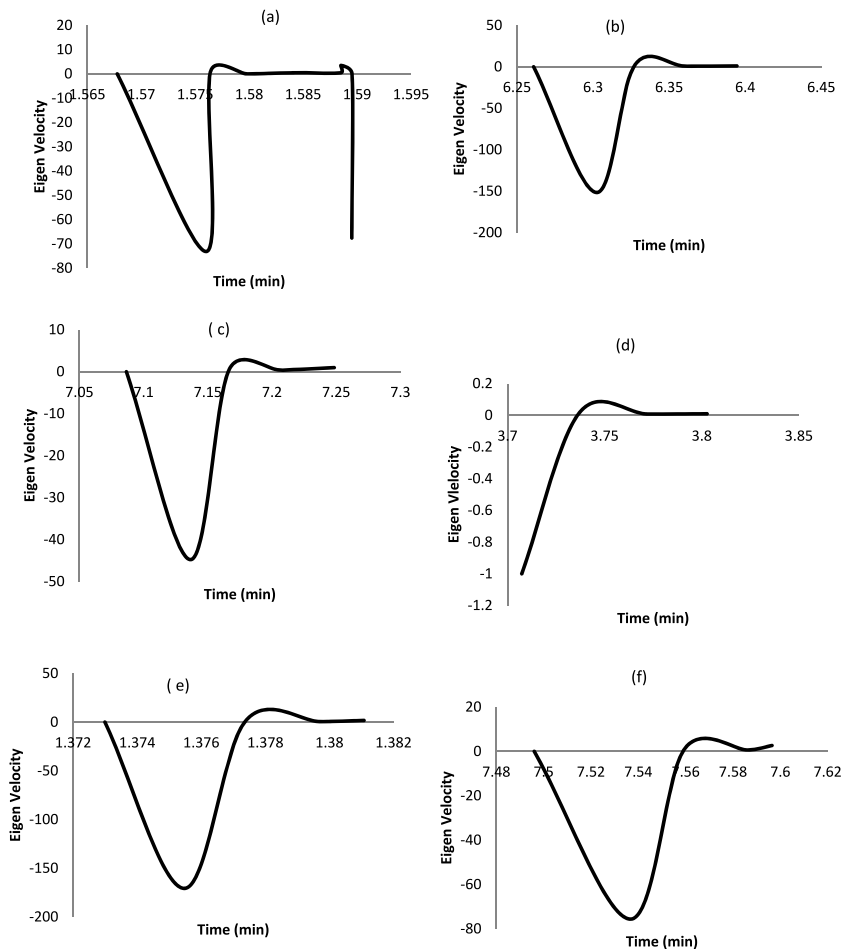 (a)
20
10
0
-10
-20
-30
-40
-50
-60
-70
-80
1.565 1.57 1.575 1.58 1.585 1.59 1.595
Eigen Velocity
Time (min)
(b)
50
0
-50
-100
-150
-200
6.25 6.3 6.35 6.4 6.45
Eigen Velocity
Time (min)
( c)
10
0
-10
-20
-30
-40
-50
7.05 7.1 7.15 7.2 7.25 7.3
Eigen Velocity
Time (min)
(d)
0.2
0
-0.2
-0.4
-0.6
-0.8
-1
-1.2
3.7 3.75 3.8 3.85
Eigen Vlelocity
Time (min)
( e)
50
0
-50
-100
-150
-200
1.372 1.374 1.376 1.378 1.38 1.382
Eigen Velocity
Time (min)
(f)
20
0
-20
-40
-60
-80
7.48 7.5 7.52 7.54 7.56 7.58 7.6 7.62
Eigen Velocity
Time (min)